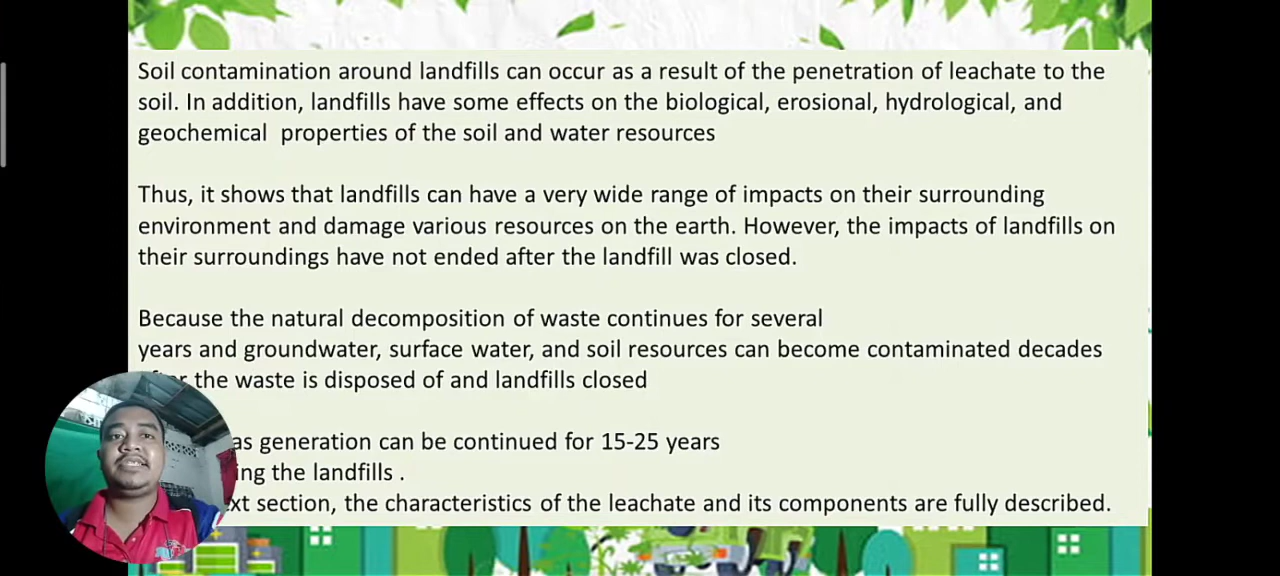 Soil contamination around landfills can occur as a result of the penetration of leachate to the
soil. In addition, landfills have some effects on the biological, erosional, hydrological, and
geochemical properties of the soil and water resources
Thus, it shows that landfills can have a very wide range of impacts on their surrounding
environment and damage various resources on the earth. However, the impacts of landfills on
their surroundings have not ended after the landfill was closed.
Because the natural decomposition of waste continues for several
years and groundwater, surface water, and soil resources can become contaminated decades
the waste is disposed of and landfills closed
generation can be continued for 15-25 years
the landfills .
section, the characteristics of the leachate and its components are fully described.